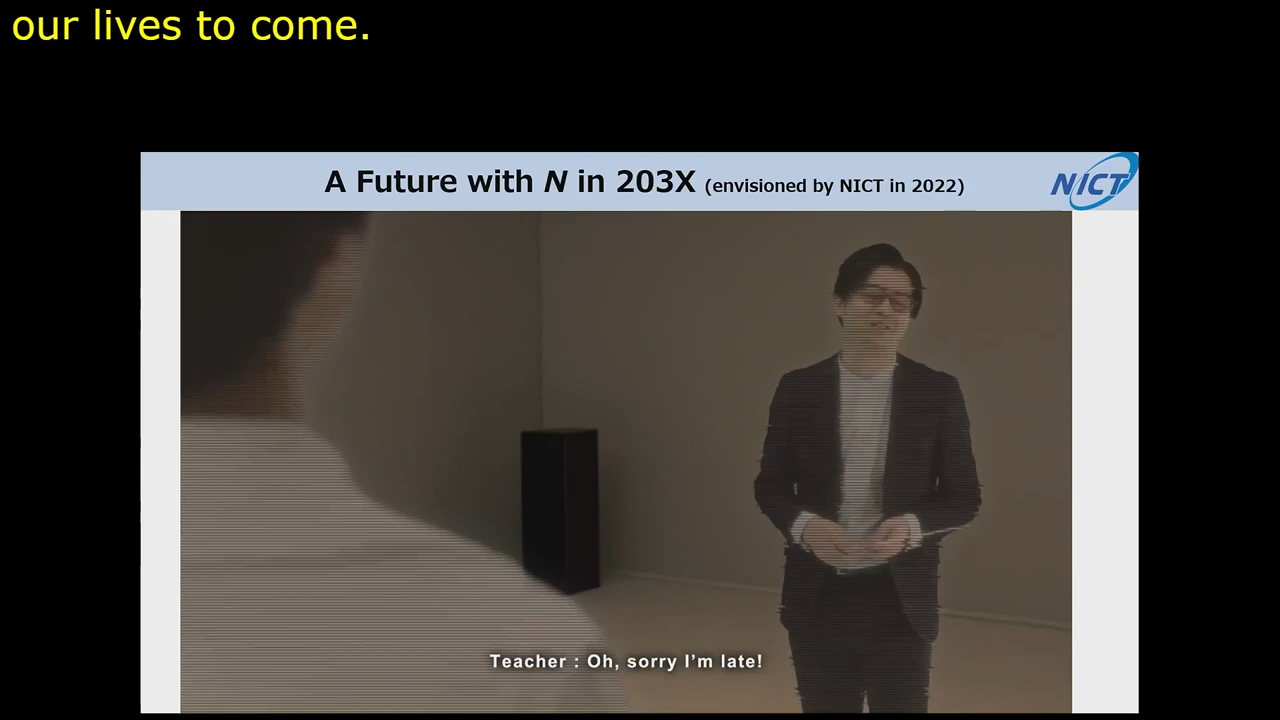 our lives to come.
A Future with N in 203X (envisioned by NICT in 2022)
NICT
Teacher : Oh, sorry I'm late!